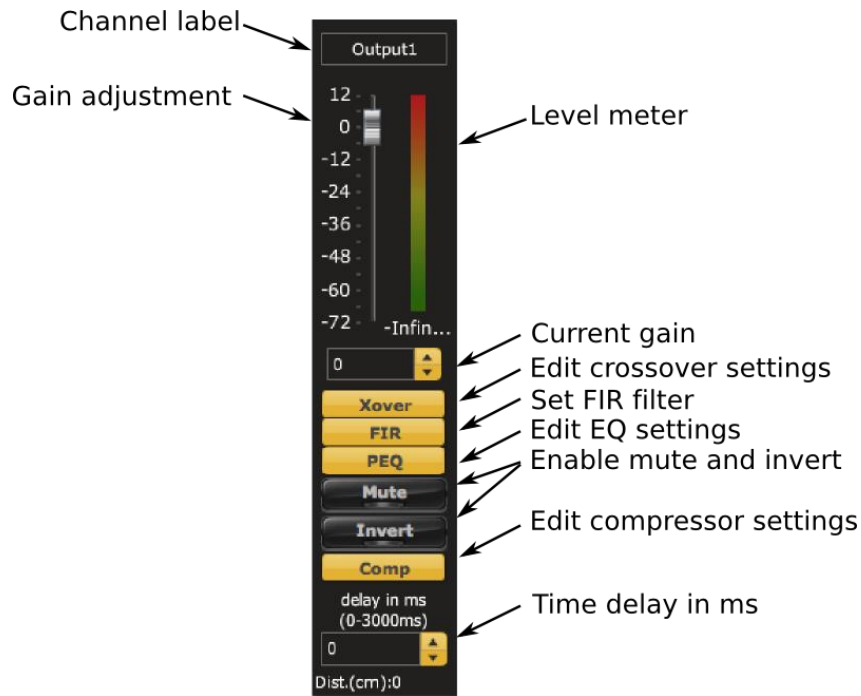 Channel label
Output1
Gain adjustment
12
0
-12
-24
-36
-48
-60
-72
-Infin...
Level meter
Current gain
0
Edit crossover settings
Xover
Set FIR filter
FIR
Edit EQ settings
PEQ
Enable mute and invert
Mute
Invert
Edit compressor settings
Comp
delay in ms
(0-3000ms)
Time delay in ms
0
Dist.(cm):0